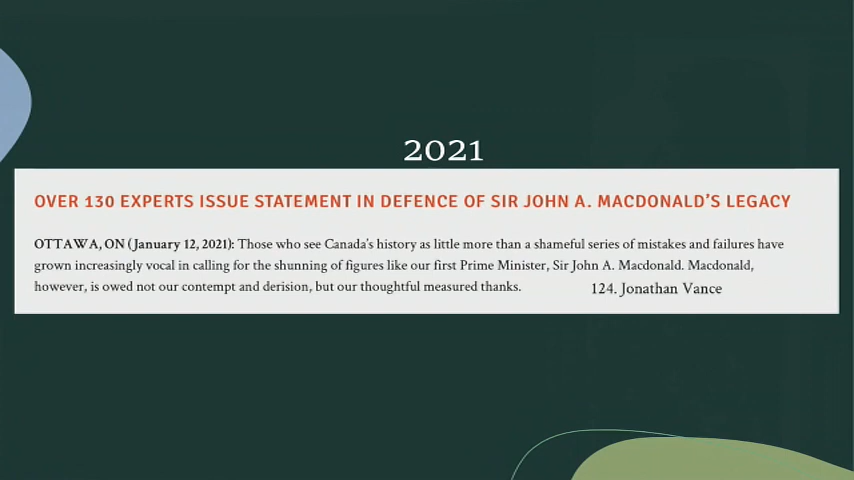 2021
OVER 130 EXPERTS ISSUE STATEMENT IN DEFENCE OF SIR JOHN A. MACDONALD'S LEGACY
OTTAWA, ON (January 12, 2021): Those who see Canada's history as little more than a shameful series of mistakes and failures have
grown increasingly vocal in calling for the shunning of figures like our first Prime Minister, Sir John A. Macdonald. Macdonald,
however, is owed not our contempt and derision, but our thoughtful measured thanks. 124. Jonathan Vance